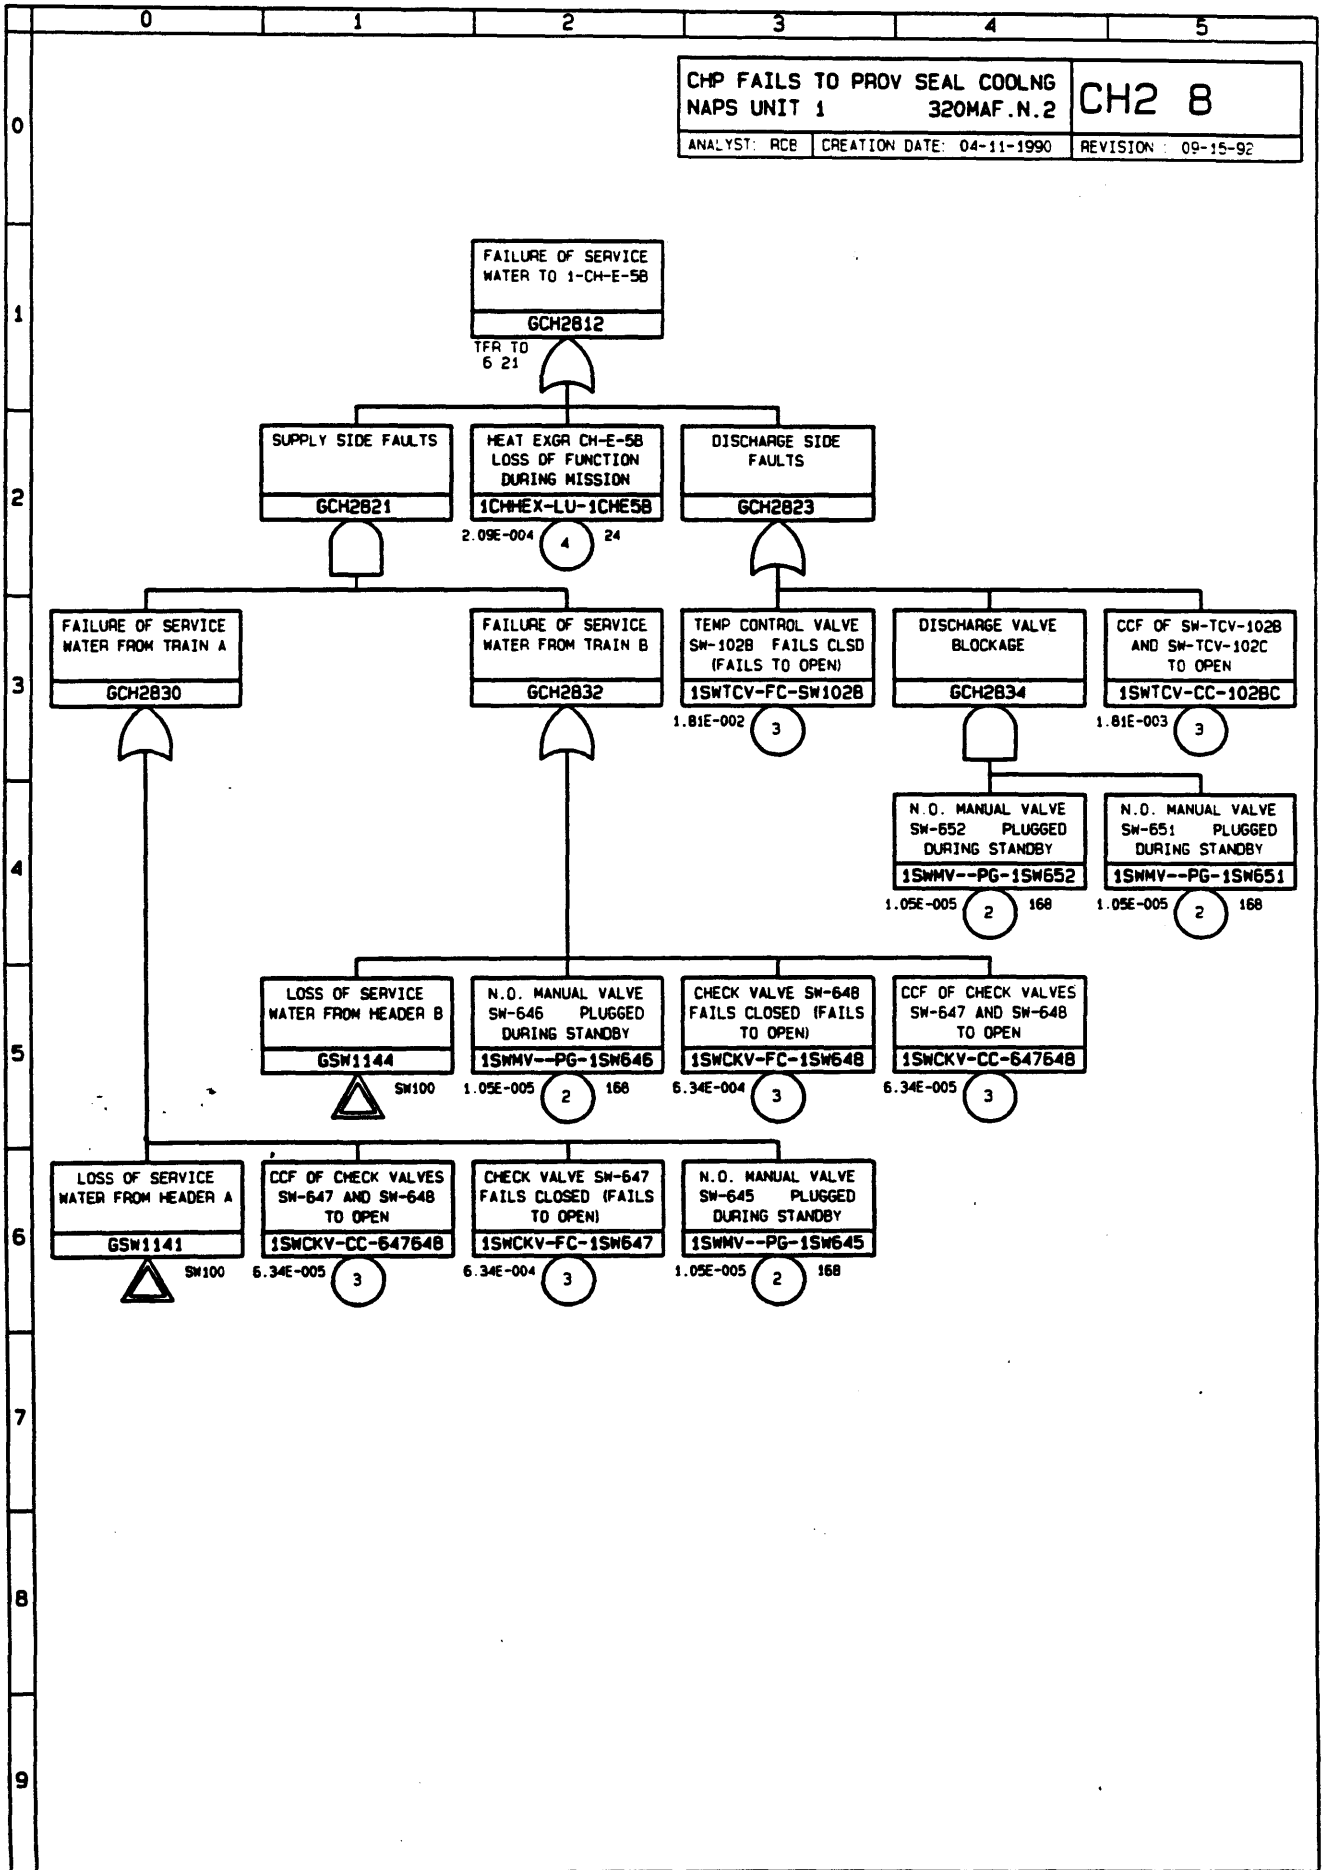 0 1 2 3 4 5
CHP FAILS TO PROV SEAL COOLNG
NAPS UNIT 1 320MAF.N.2
CH2 8
ANALYST: RCB CREATION DATE: 04-11-1990 REVISION : 09-15-92
0
FAILURE OF SERVICE
WATER TO 1-CH-E-5B
GCH2812
TFR TO
6 21
1
SUPPLY SIDE FAULTS
GCH2821
HEAT EXGR CH-E-5B
LOSS OF FUNCTION
DURING MISSION
1CHHEX-LU-1CHE5B
2.09E-004 4 24
DISCHARGE SIDE
FAULTS
GCH2823
2
FAILURE OF SERVICE
WATER FROM TRAIN A
GCH2830
FAILURE OF SERVICE
WATER FROM TRAIN B
GCH2832
TEMP CONTROL VALVE
SW-102B FAILS CLSD
(FAILS TO OPEN)
1SWTCV-FC-SW102B
1.81E-002 3
DISCHARGE VALVE
BLOCKAGE
GCH2834
CCF OF SW-TCV-102B
AND SW-TCV-102C
TO OPEN
1SWTCV-CC-102BC
1.81E-003 3
3
N.O. MANUAL VALVE
SW-652 PLUGGED
DURING STANDBY
1SWMV--PG-1SW652
1.05E-005 2 168
N.O. MANUAL VALVE
SW-651 PLUGGED
DURING STANDBY
1SWMV--PG-1SW651
1.05E-005 2 168
4
LOSS OF SERVICE
WATER FROM HEADER B
GSW1144
SW100
N.O. MANUAL VALVE
SW-646 PLUGGED
DURING STANDBY
1SWMV--PG-1SW646
1.05E-005 2 168
CHECK VALVE SW-648
FAILS CLOSED (FAILS
TO OPEN)
1SWCKV-FC-1SW648
6.34E-004 3
CCF OF CHECK VALVES
SW-647 AND SW-648
TO OPEN
1SWCKV-CC-647648
6.34E-005 3
5
LOSS OF SERVICE
WATER FROM HEADER A
GSW1141
SW100
CCF OF CHECK VALVES
SW-647 AND SW-648
TO OPEN
1SWCKV-CC-647648
6.34E-005 3
CHECK VALVE SW-647
FAILS CLOSED (FAILS
TO OPEN)
1SWCKV-FC-1SW647
6.34E-004 3
N.O. MANUAL VALVE
SW-645 PLUGGED
DURING STANDBY
1SWMV--PG-1SW645
1.05E-005 2 168
6
7
8
9